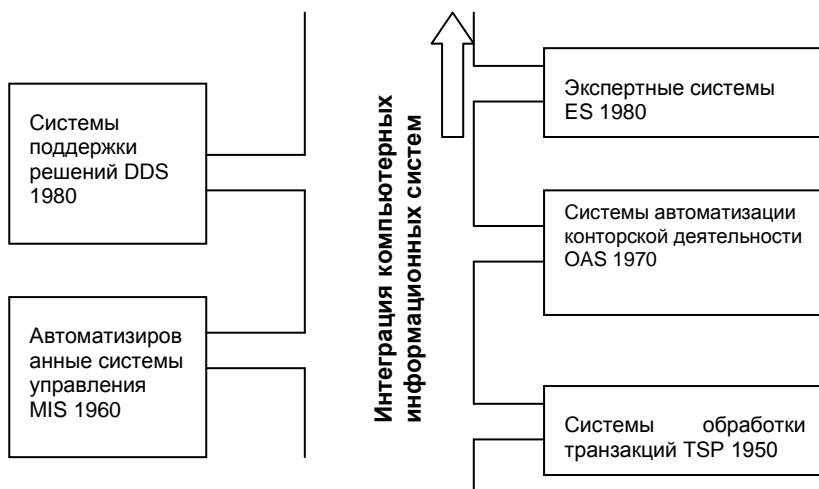 Системы
поддержки
решений DDS
1980
Автоматизиров
анные системы
управления
MIS 1960
Интеграция компьютерных
информационных систем
Экспертные системы
ES 1980
Системы автоматизации
конторской деятельности
OAS 1970
Системы обработки
транзакций TSP 1950